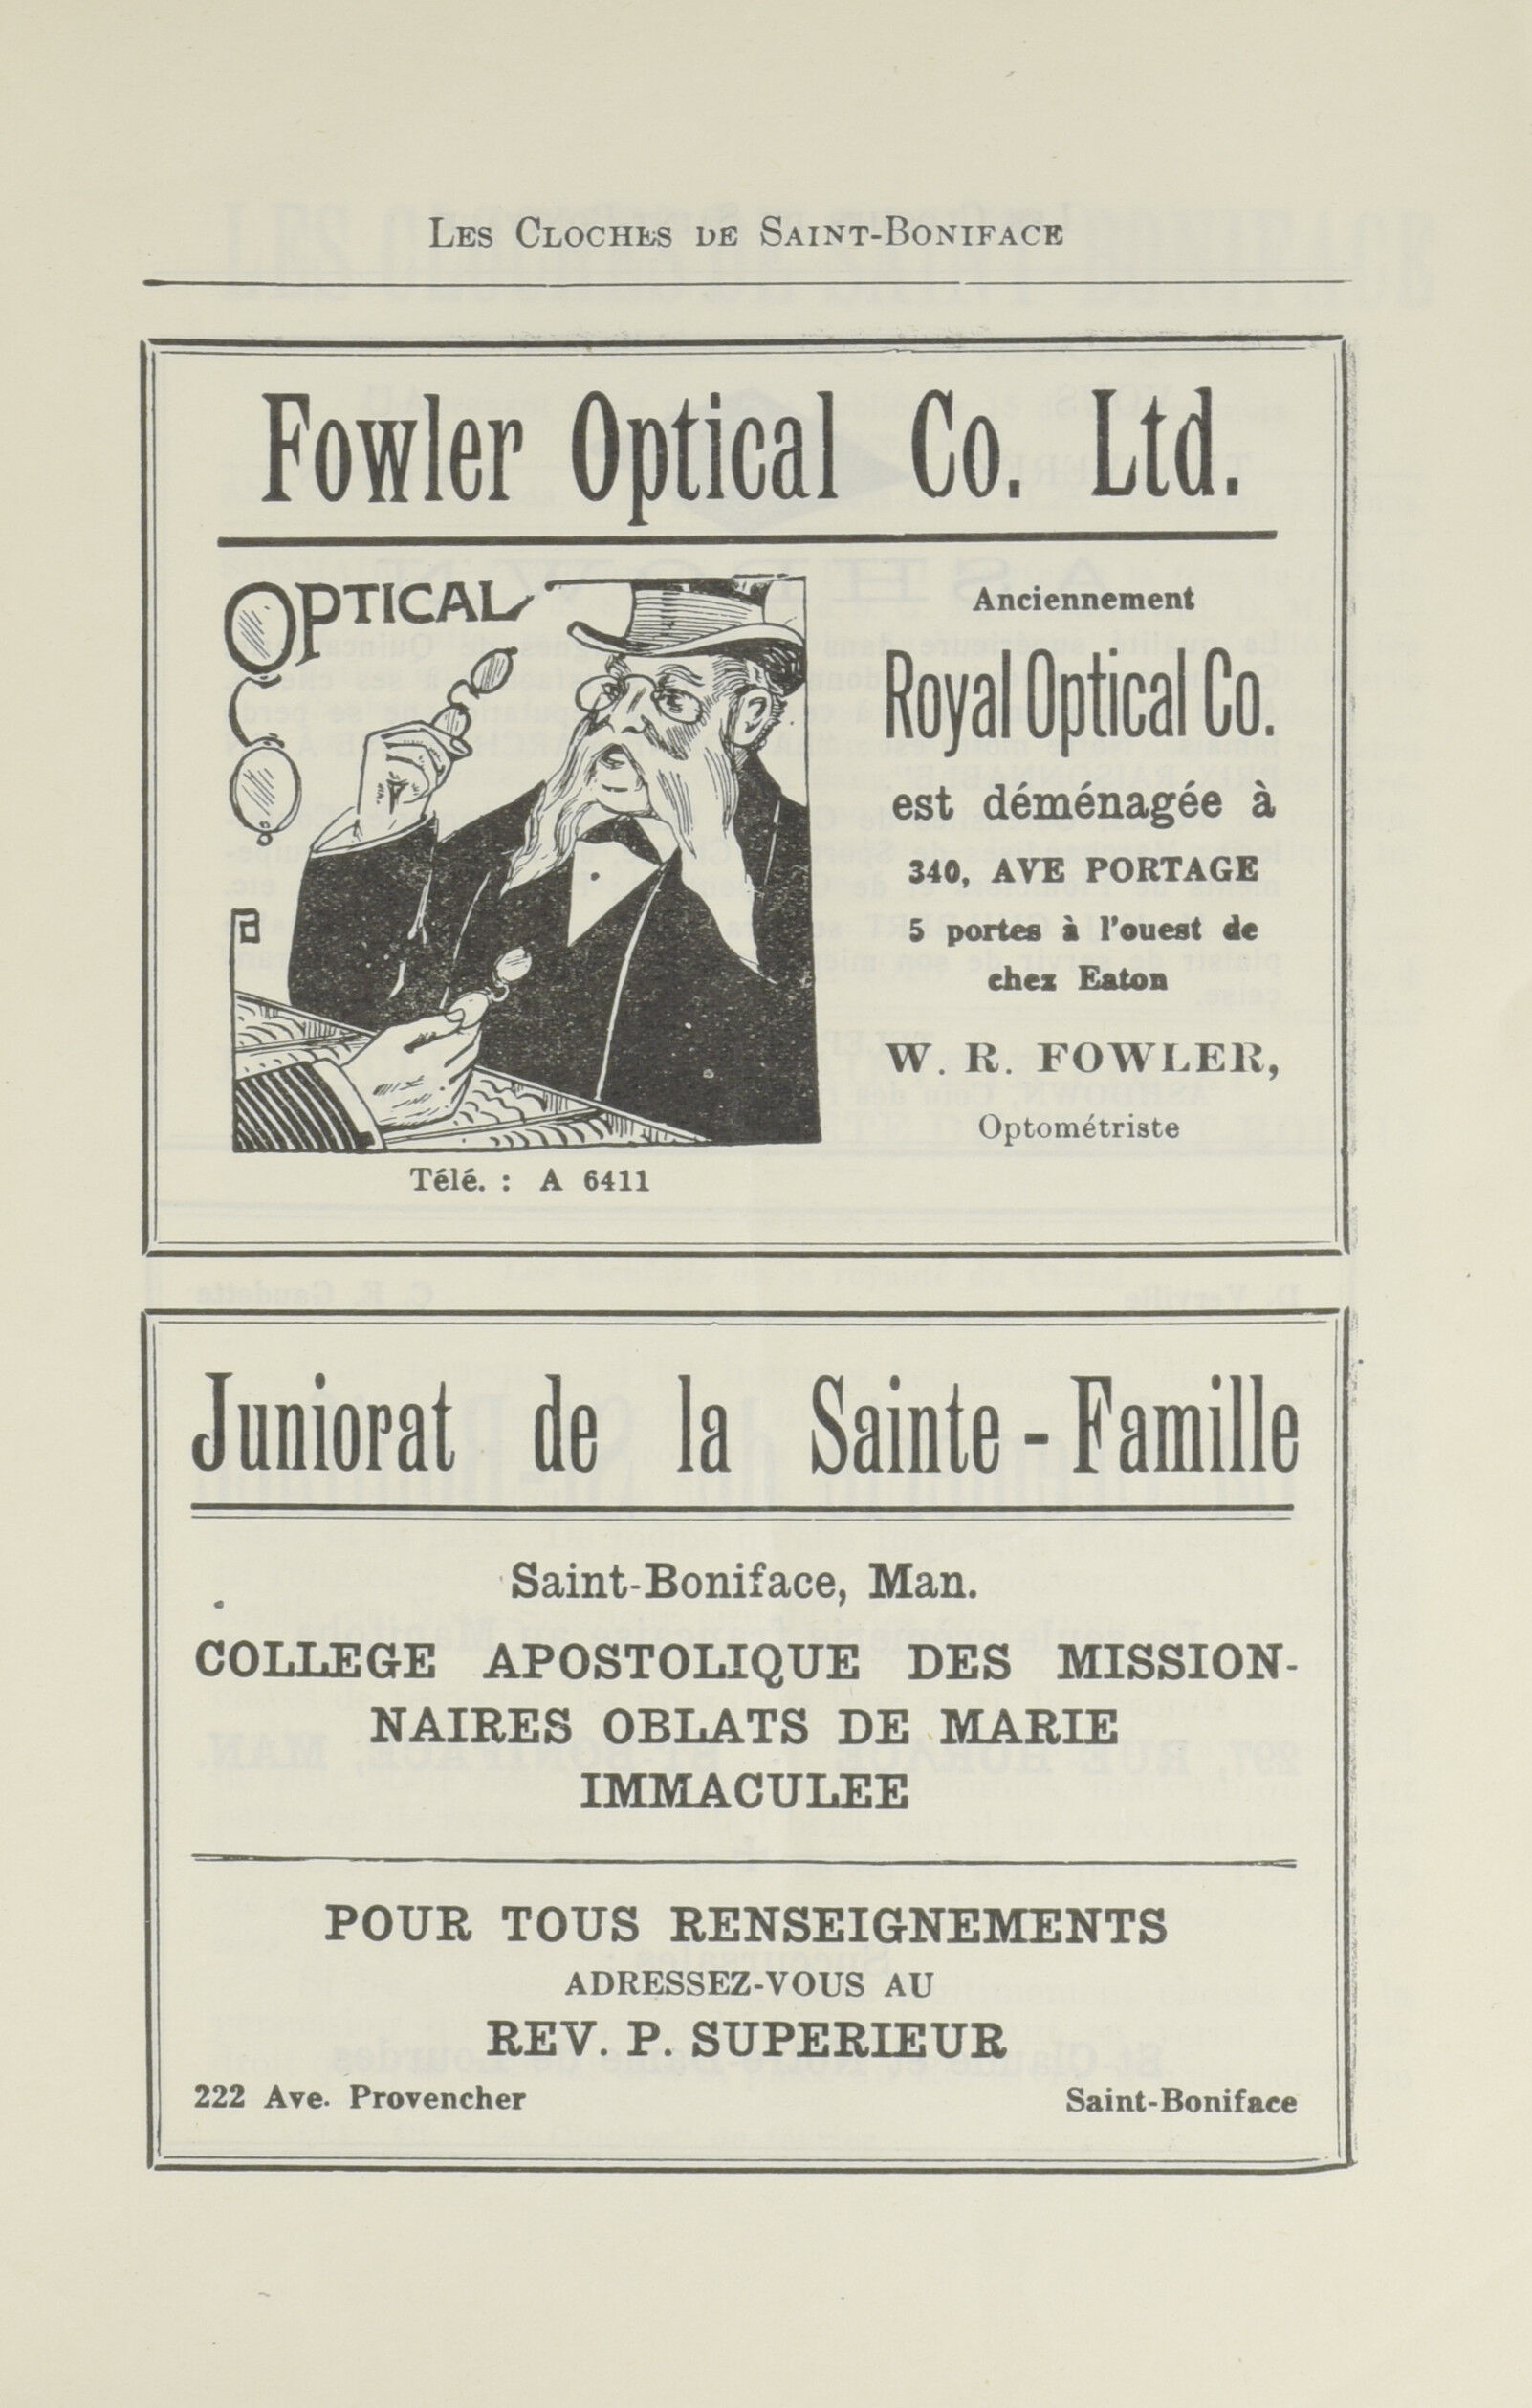 LES CLOCHES DE SAINT-BONIFACE
Fowler Optical Co. Ltd.
OPTICAL
Télé. : A 6411
Anciennement
Royal Optical Co.
est déménagée à
340, AVE PORTAGE
5 portes à l'ouest de
chez Eaton
W. R. FOWLER,
Optométriste
Juniorat de la Sainte-Famille
Saint-Boniface, Man.
COLLEGE APOSTOLIQUE DES MISSION-
NAIRES OBLATS DE MARIE
IMMACULEE
POUR TOUS RENSEIGNEMENTS
ADRESSEZ-VOUS AU
REV. P. SUPERIEUR
222 Ave. Provencher Saint-Boniface